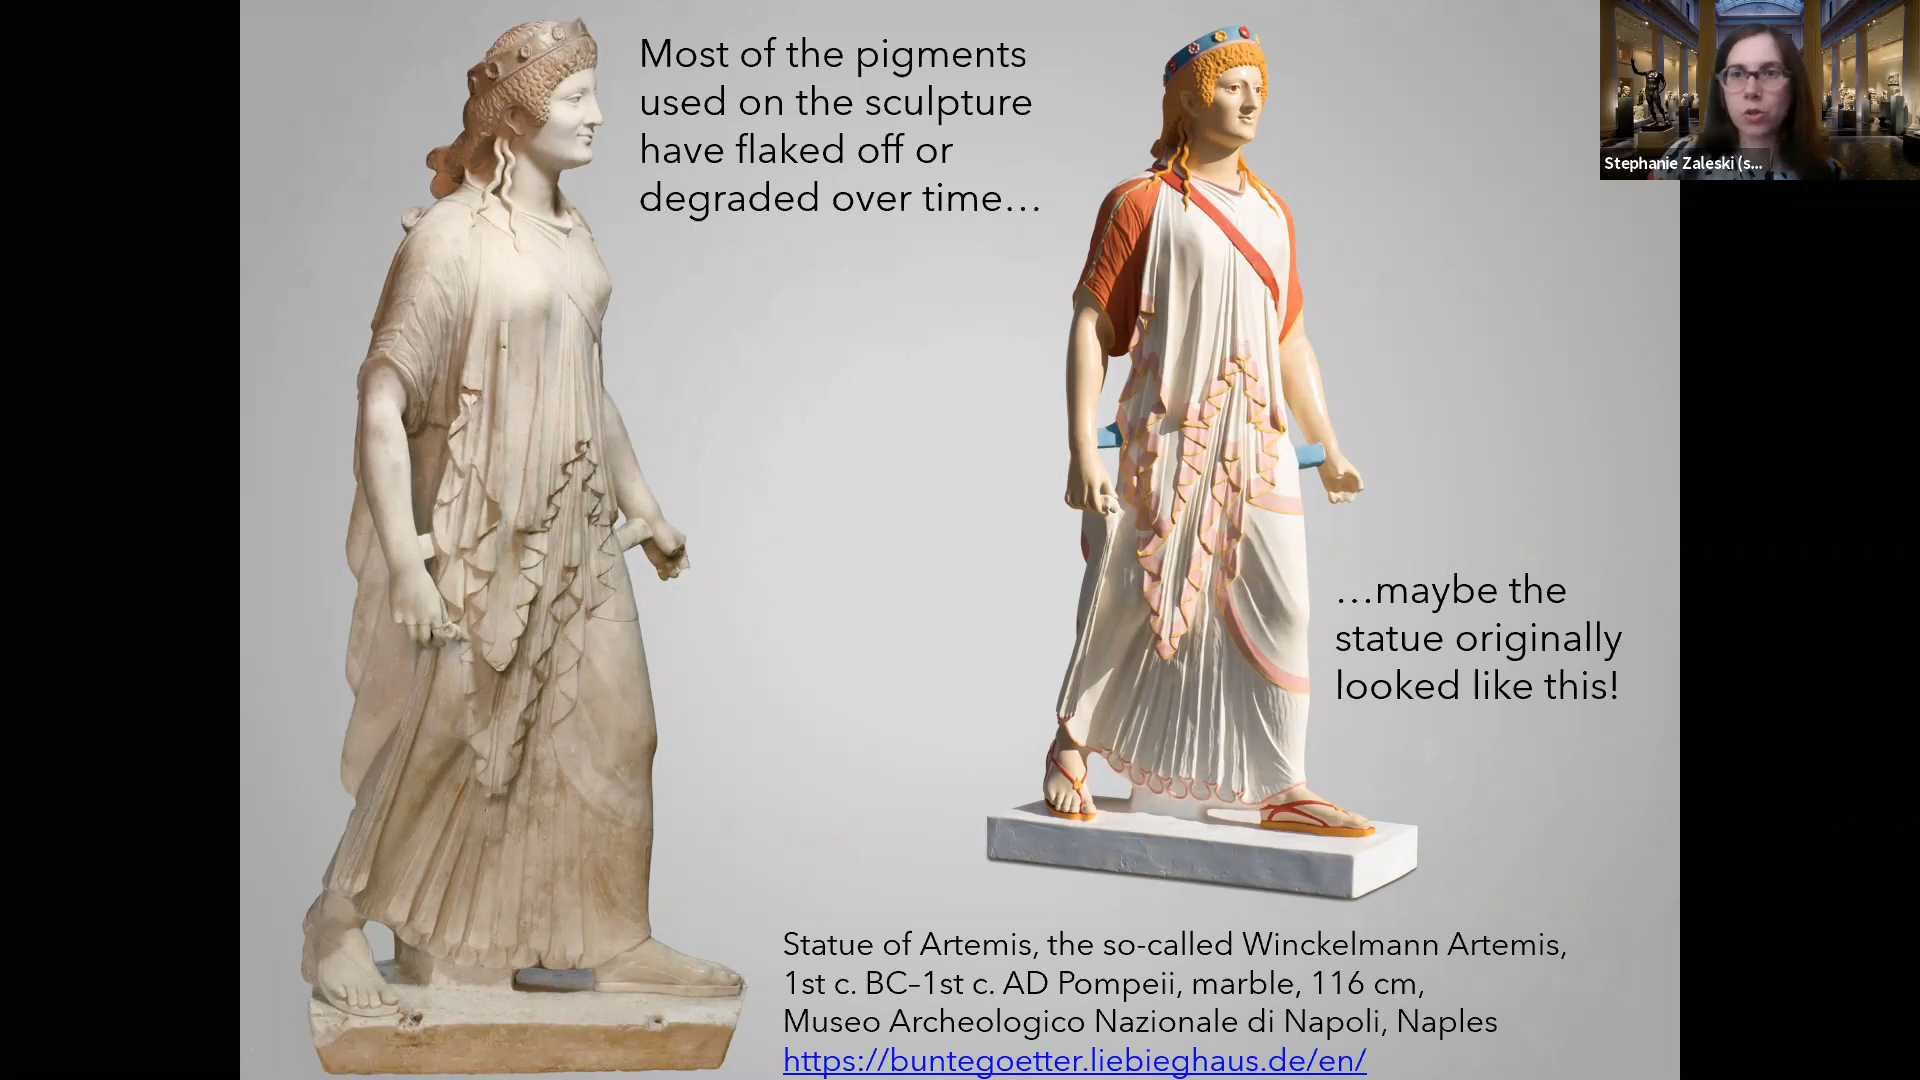 Most of the pigments
used on the sculpture
have flaked off or
degraded over time…
Stephanie Zaleski (s...
…maybe the
statue originally
looked like this!
Statue of Artemis, the so-called Winckelmann Artemis,
1st c. BC–1st c. AD Pompeii, marble, 116 cm,
Museo Archeologico Nazionale di Napoli, Naples
https://buntegoetter.liebieghaus.de/en/